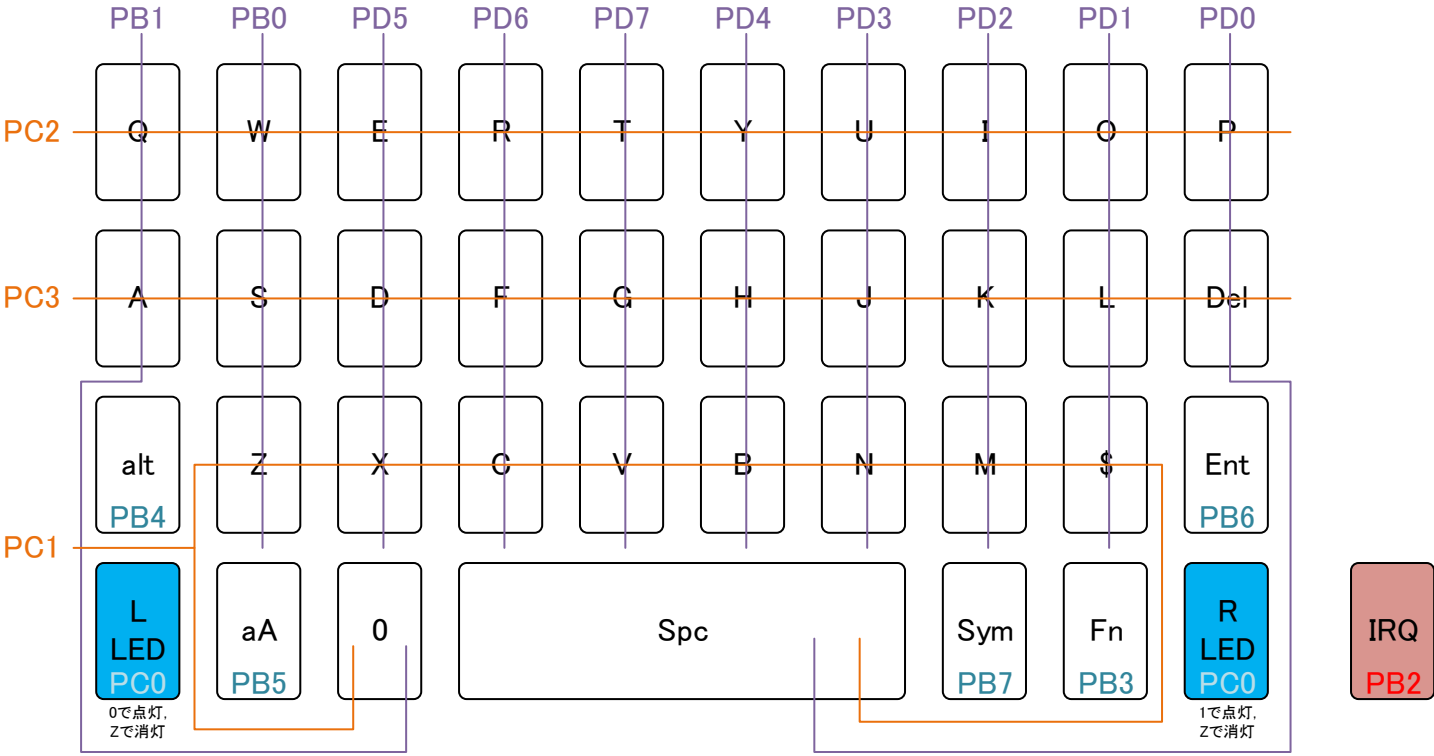 PB1 PB0 PD5 PD6 PD7 PD4 PD3 PD2 PD1 PD0
PC2 Q W E R T Y U I O P
PC3 A S D F G H J K L Del
alt Z X C V B N M $ Ent
PB4 PB6
PC1
L LED PC0
aA PB5
0
Spc
Sym PB7
Fn PB3
R LED PC0
IRQ PB2
0で点灯,
Zで消灯
1で点灯,
Zで消灯